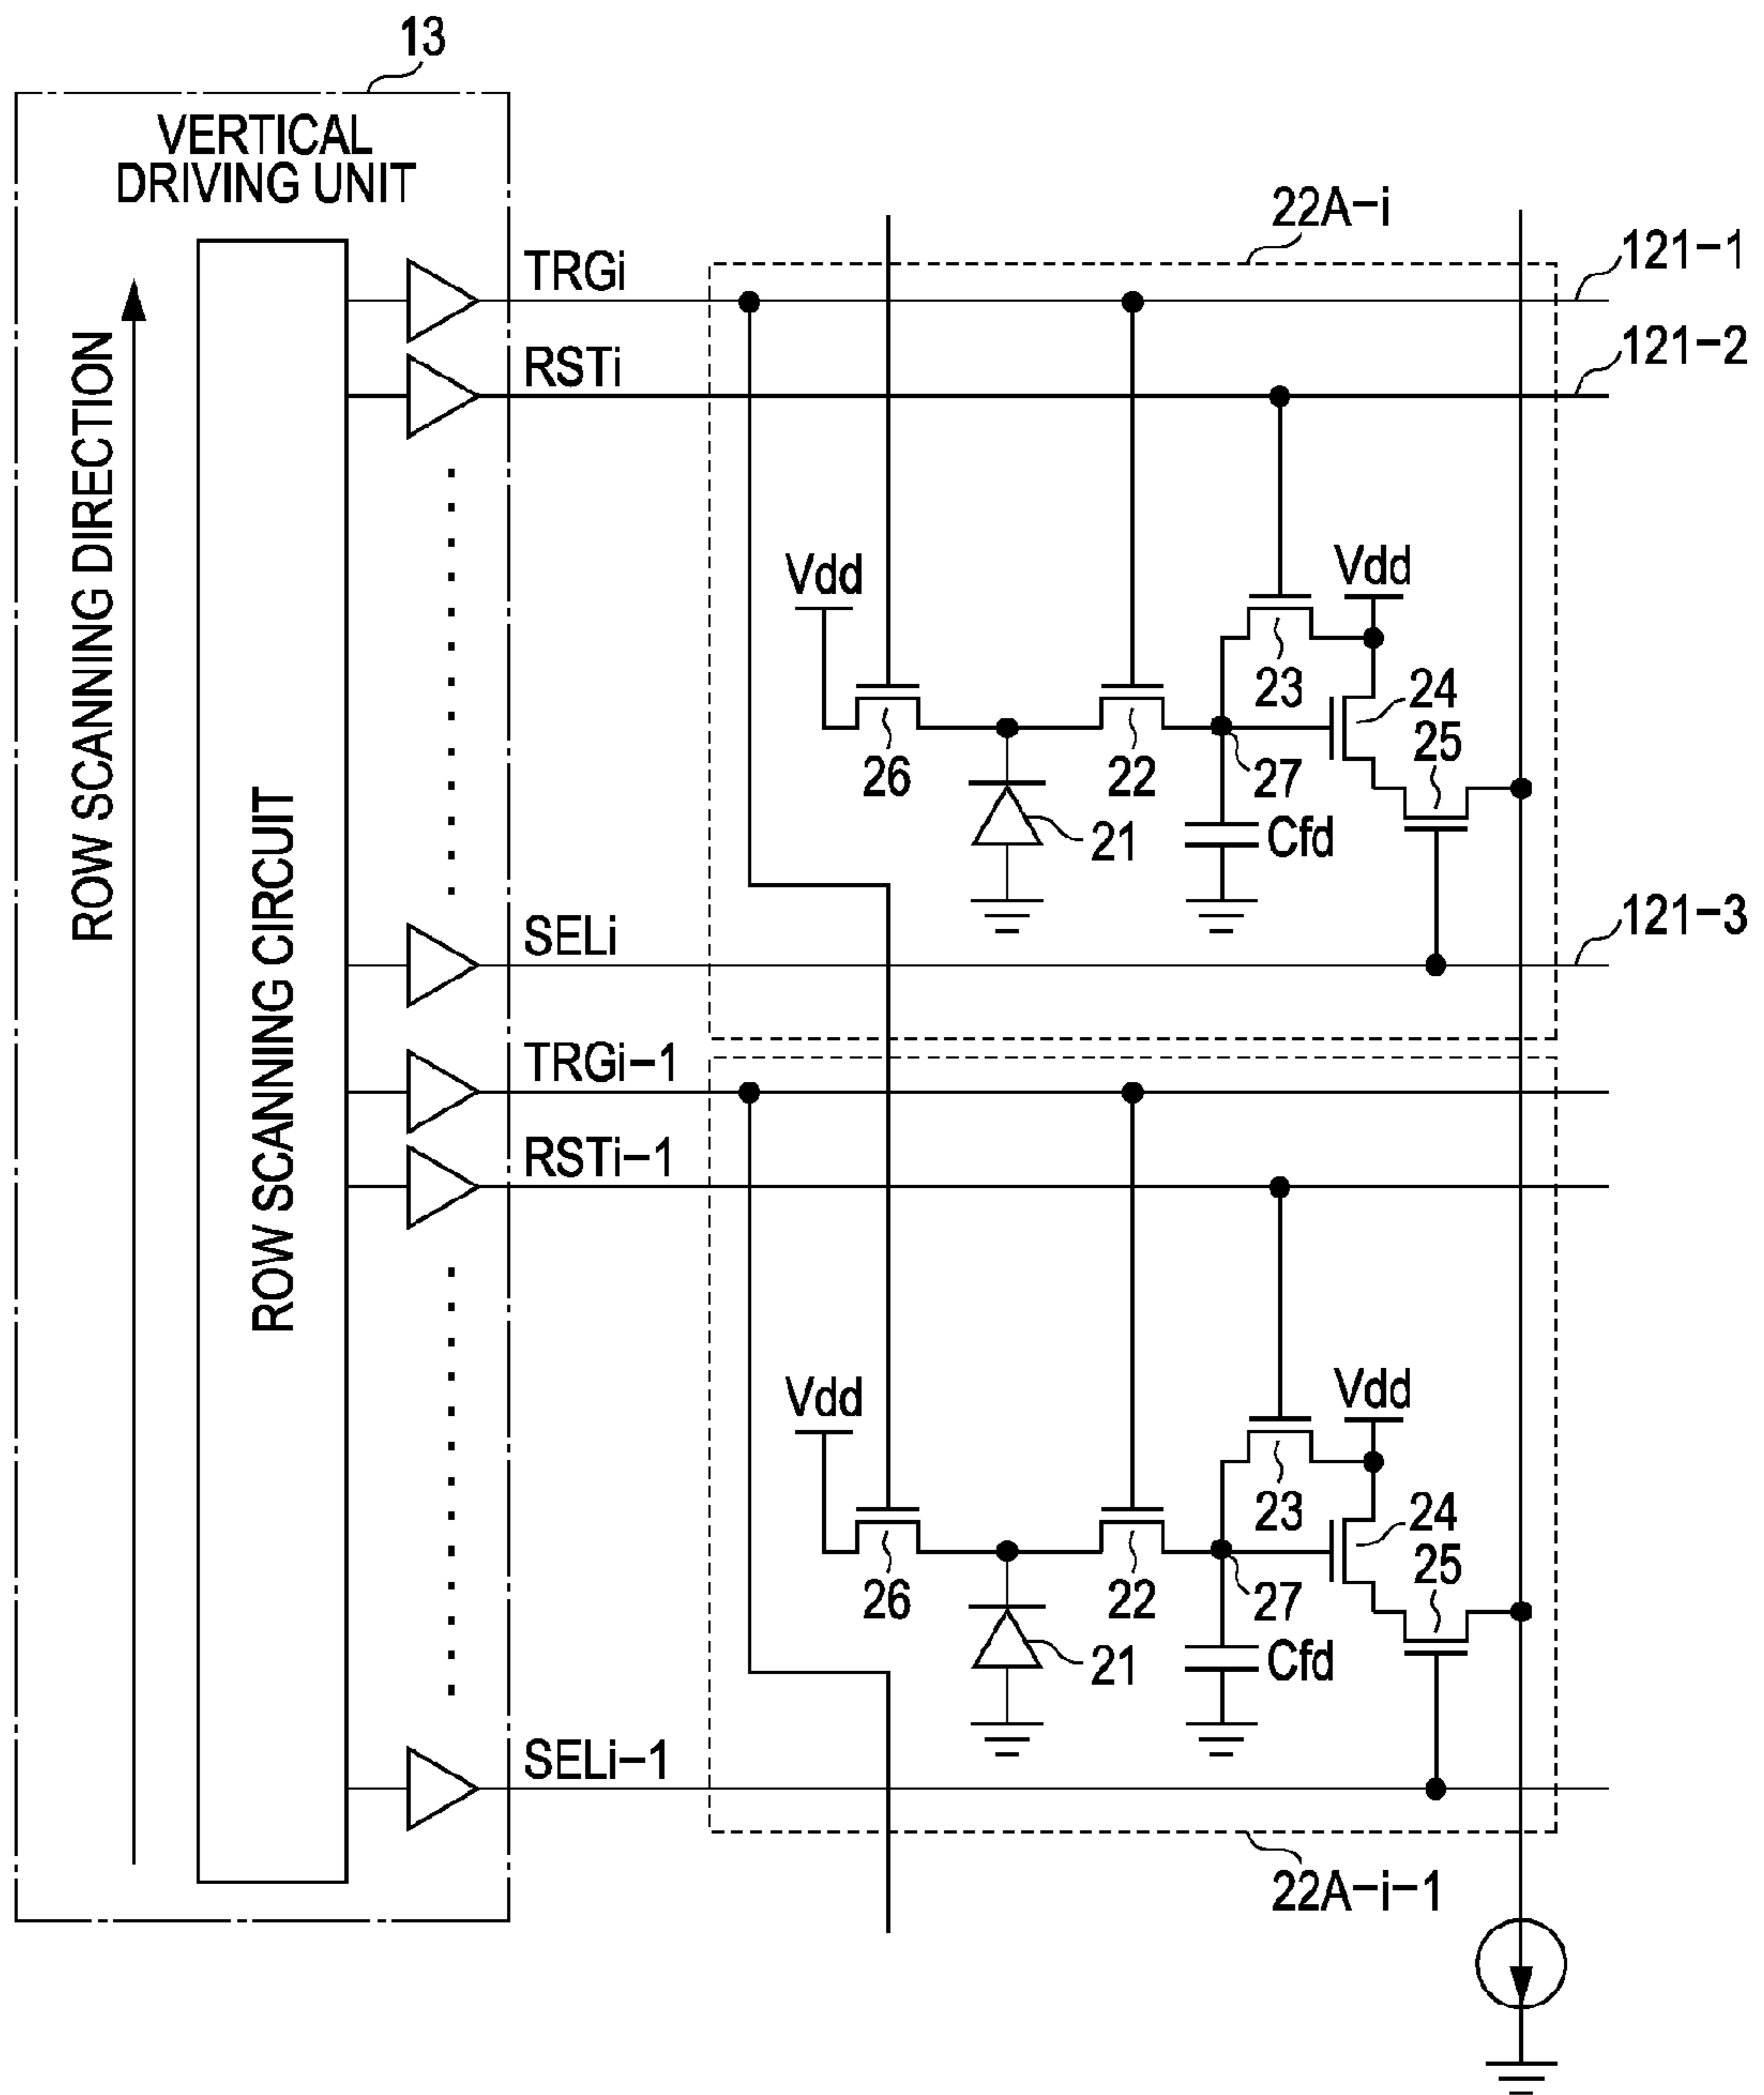 13
VERTICAL
DRIVING UNIT
ROW SCANNING DIRECTION
ROW SCANNING CIRCUIT
22A-i
TRGi
121-1
RSTi
121-2
Vdd
Vdd
23
24
25
26
22
27
21
Cfd
SELi
121-3
TRGi-1
RSTi-1
Vdd
Vdd
23
24
25
26
22
27
21
Cfd
SELi-1
22A-i-1